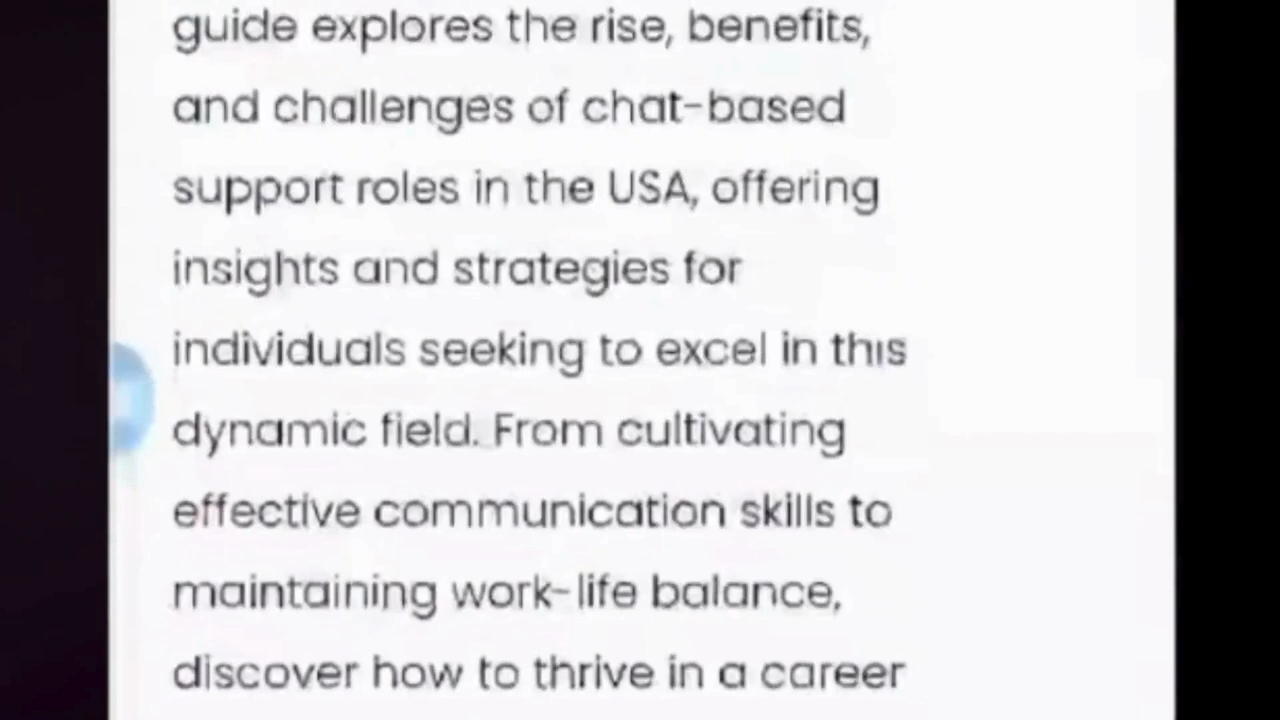 guide explores the rise, benefits,
and challenges of chat-based
support roles in the USA, offering
insights and strategies for
individuals seeking to excel in this
dynamic field. From cultivating
effective communication skills to
maintaining work-life balance,
discover how to thrive in a career